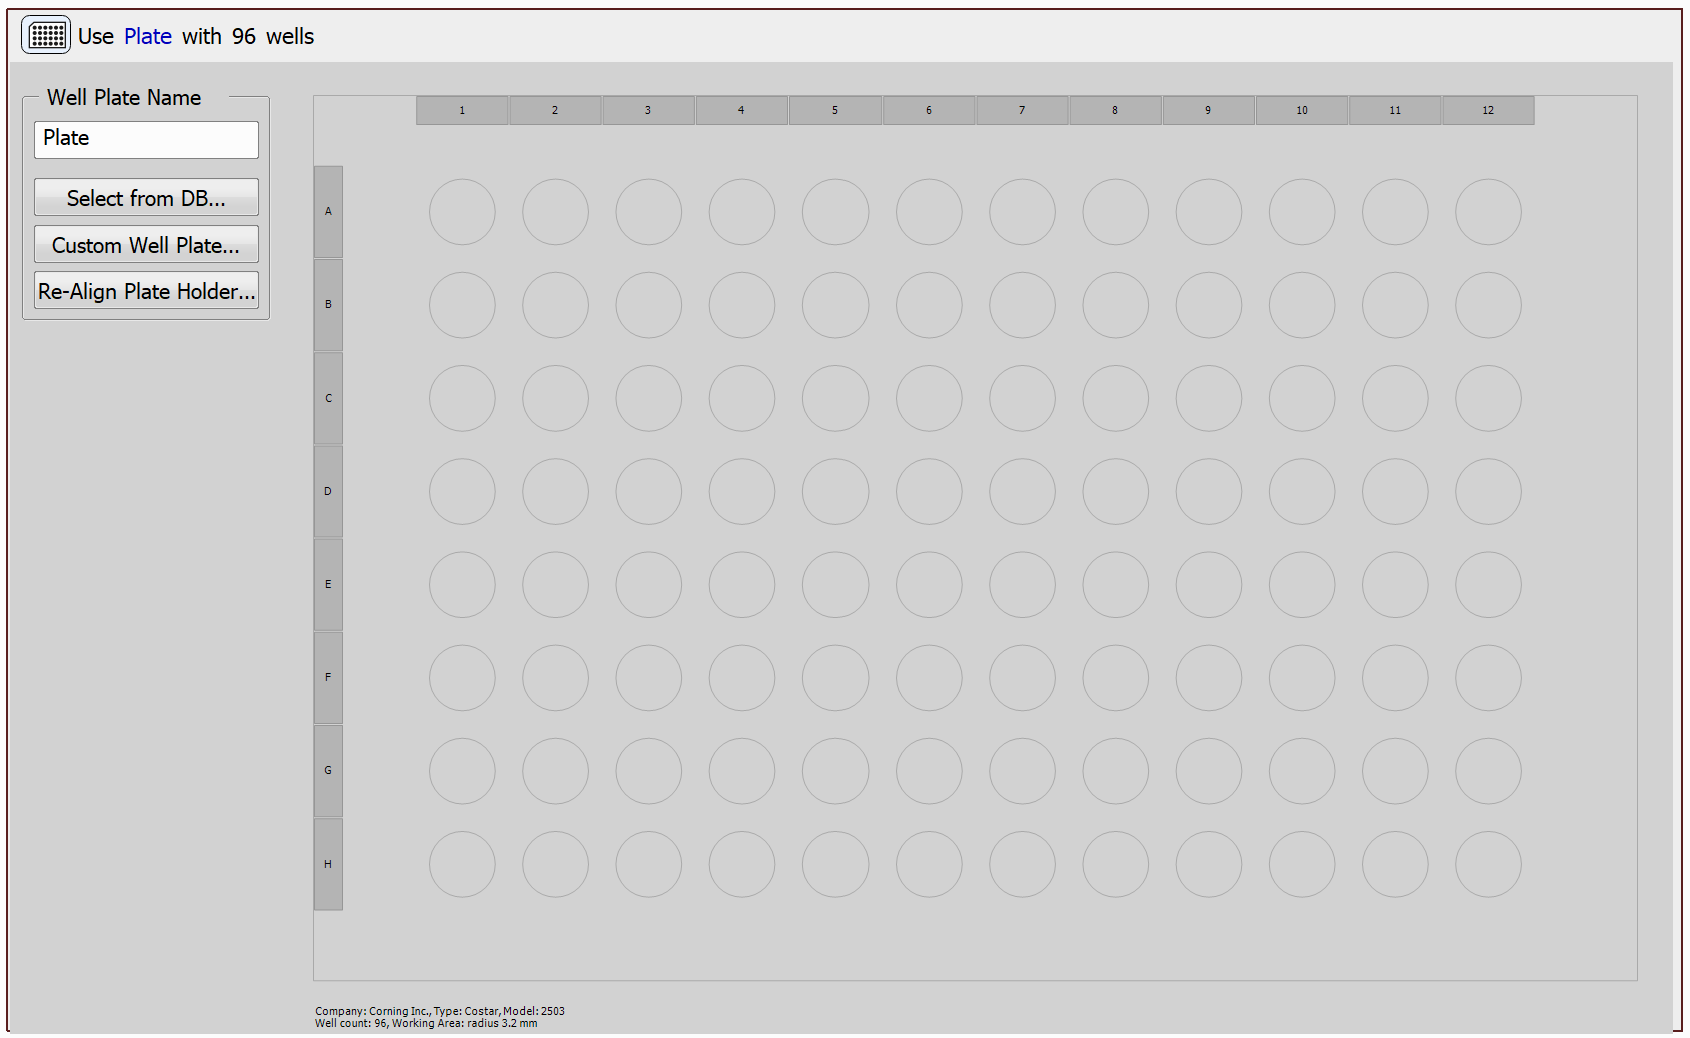 Use Plate with 96 wells
Well Plate Name
Plate
Select from DB...
Custom Well Plate...
Re-Align Plate Holder...
1 2 3 4 5 6 7 8 9 10 11 12
A
B
C
D
E
F
G
H
Company: Corning Inc., Type: Costar, Model: 2503
Well count: 96, Working Area: radius 3.2 mm